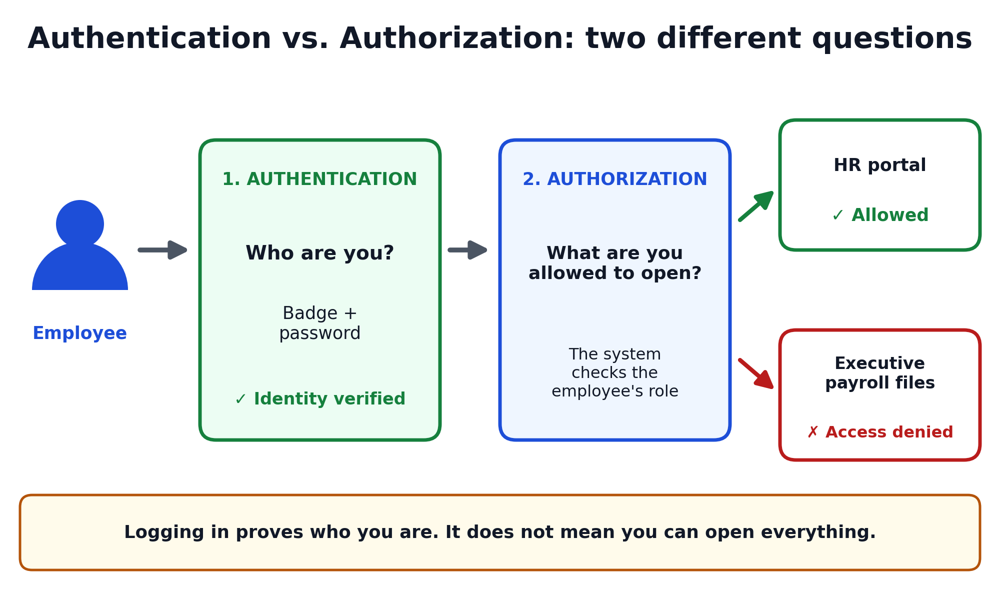 Authentication vs. Authorization: two different questions
Employee
1. AUTHENTICATION
Who are you?
Badge +
password
✓ Identity verified
2. AUTHORIZATION
What are you
allowed to open?
The system
checks the
employee's role
HR portal
✓ Allowed
Executive
payroll files
✗ Access denied
Logging in proves who you are. It does not mean you can open everything.